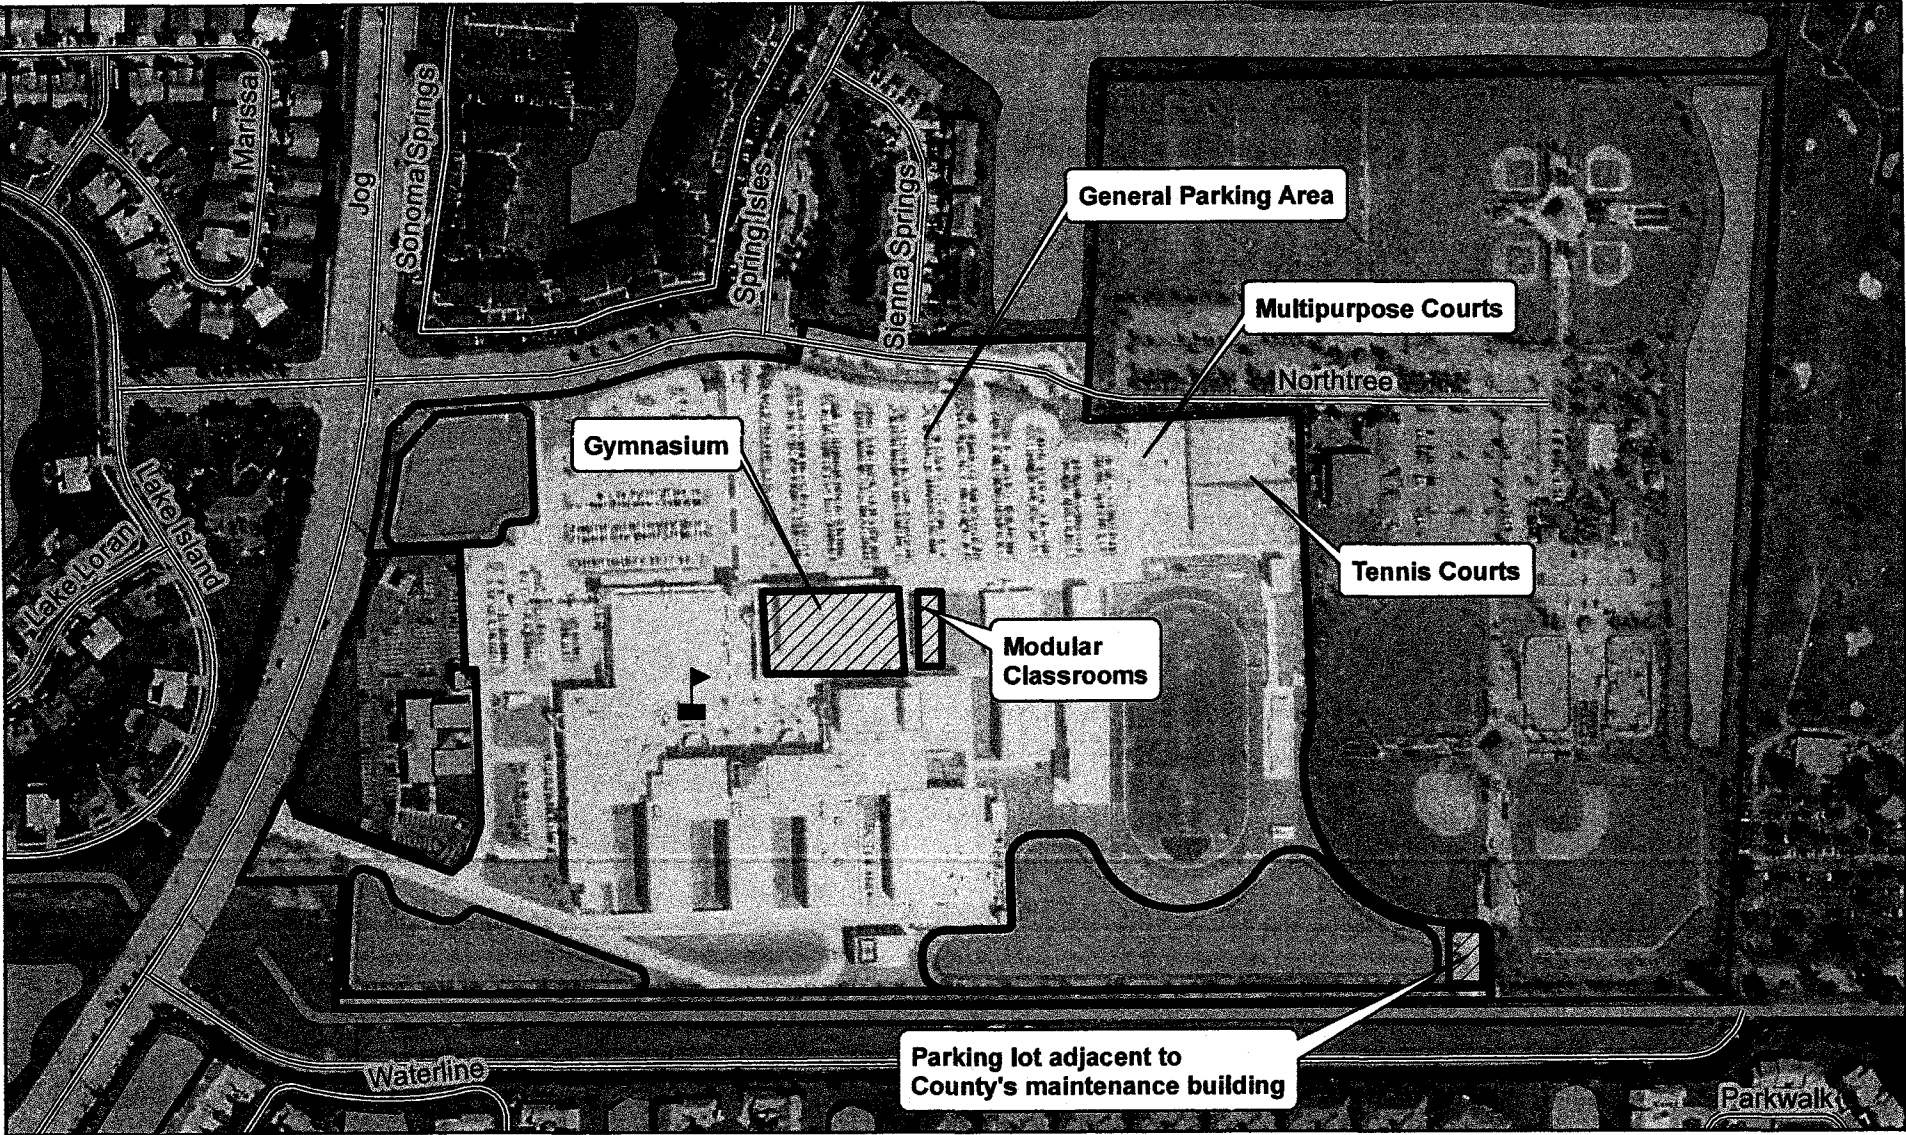 Marissa
Jog
Sonoma Springs
Spring Isles
Sienna Springs
General Parking Area
Multipurpose Courts
Northtree
Gymnasium
Lake Island
Lake Loran
Tennis Courts
Modular
Classrooms
Parking lot adjacent to
County's maintenance building
Waterline
Parkwalk